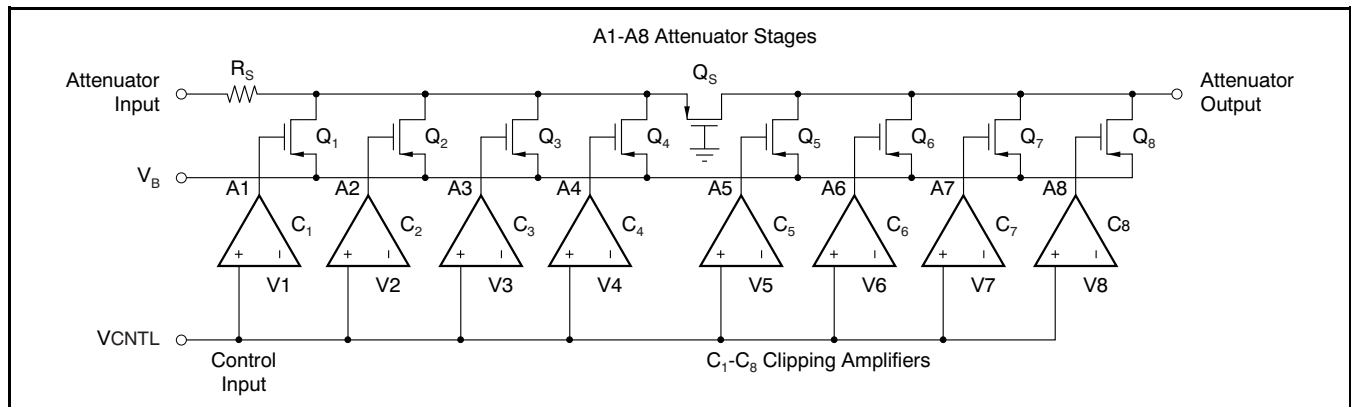 A1-A8 Attenuator Stages
Attenuator
Input
R_S
Q_S
Attenuator
Output
Q_1
Q_2
Q_3
Q_4
Q_5
Q_6
Q_7
Q_8
V_B
A1
A2
A3
A4
A5
A6
A7
A8
C_1
C_2
C_3
C_4
C_5
C_6
C_7
C_8
+ –
+ –
+ –
+ –
+ –
+ –
+ –
+ –
V1
V2
V3
V4
V5
V6
V7
V8
VCNTL
Control
Input
C_1-C_8 Clipping Amplifiers